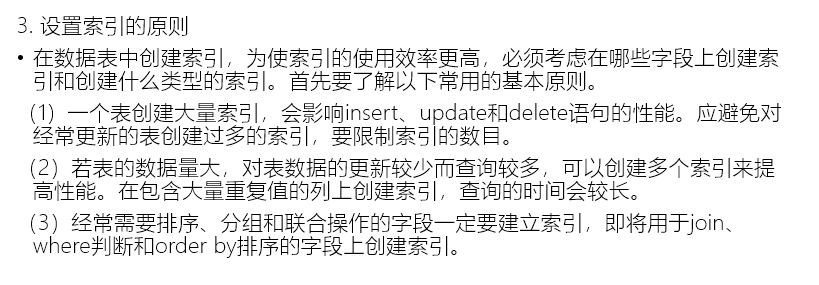 3. 设置索引的原则
• 在数据表中创建索引，为使索引的使用效率更高，必须考虑在哪些字段上创建索
引和创建什么类型的索引。首先要了解以下常用的基本原则。
(1) 一个表创建大量索引，会影响insert、update和delete语句的性能。应避免对
经常更新的表创建过多的索引，要限制索引的数目。
(2) 若表的数据量大，对表数据的更新较少而查询较多，可以创建多个索引来提
高性能。在包含大量重复值的列上创建索引，查询的时间会较长。
(3) 经常需要排序、分组和联合操作的字段一定要建立索引，即将用于join、
where判断和order by排序的字段上创建索引。